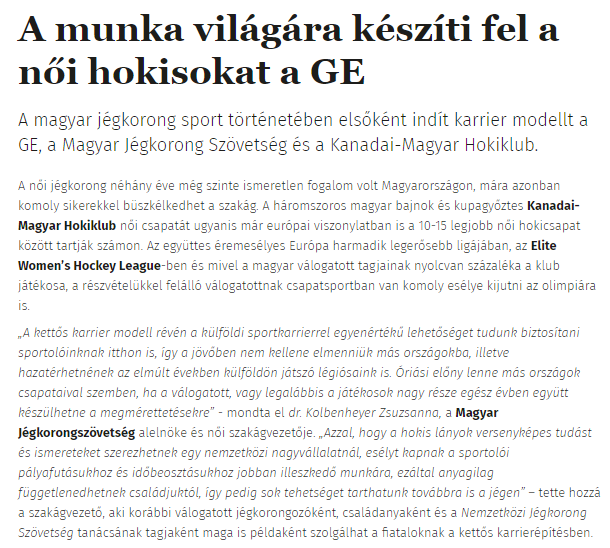 A munka világára készíti fel a
női hokisokat a GE
A magyar jégkorong sport történetében elsőként indít karrier modellt a
GE, a Magyar Jégkorong Szövetség és a Kanadai-Magyar Hokiklub.
A női jégkorong néhány éve még szinte ismeretlen fogalom volt Magyarországon, mára azonban
komoly sikerekkel büszkélkedhet a szakág. A háromszoros magyar bajnok és kupagyőztes Kanadai-
Magyar Hokiklub női csapatát ugyanis már európai viszonylatban is a 10-15 legjobb női hokicsapat
között tartják számon. Az együttes éremesélyes Európa harmadik legerősebb ligájában, az Elite
Women's Hockey League-ben és mivel a magyar válogatott tagjainak nyolcvan százaléka a klub
játékosa, a részvételükkel felálló válogatottnak csapatsportban van komoly esélye kijutni az olimpiára
is.
„A kettős karrier modell révén a külföldi sportkarrierrel egyenértékű lehetőséget tudunk biztosítani
sportolóinknak itthon is, így a jövőben nem kellene elmenniük más országokba, illetve
hazatérhetnének az elmúlt években külföldön játszó légiósaink is. Óriási előny lenne más országok
csapataival szemben, ha a válogatott, vagy legalábbis a játékosok nagy része egész évben együtt
készülhetne a megmérettetésekre" - mondta el dr. Kolbenheyer Zsuzsanna, a Magyar
Jégkorongszövetség alelnöke és női szakágvezetője. „Azzal, hogy a hokis lányok versenyképes tudást
és ismereteket szerezhetnek egy nemzetközi nagyvállalatnál, esélyt kapnak a sportolói
pályafutásukhoz és időbeosztásukhoz jobban illeszkedő munkára, ezáltal anyagilag
függetlenedhetnek családjuktól, így pedig sok tehetséget tarthatunk továbbra is a jégen" – tette hozzá
a szakágvezető, aki korábbi válogatott jégkorongozóként, családanyaként és a Nemzetközi Jégkorong
Szövetség tanácsának tagjaként maga is példaként szolgálhat a fiataloknak a kettős karrierépítésben.